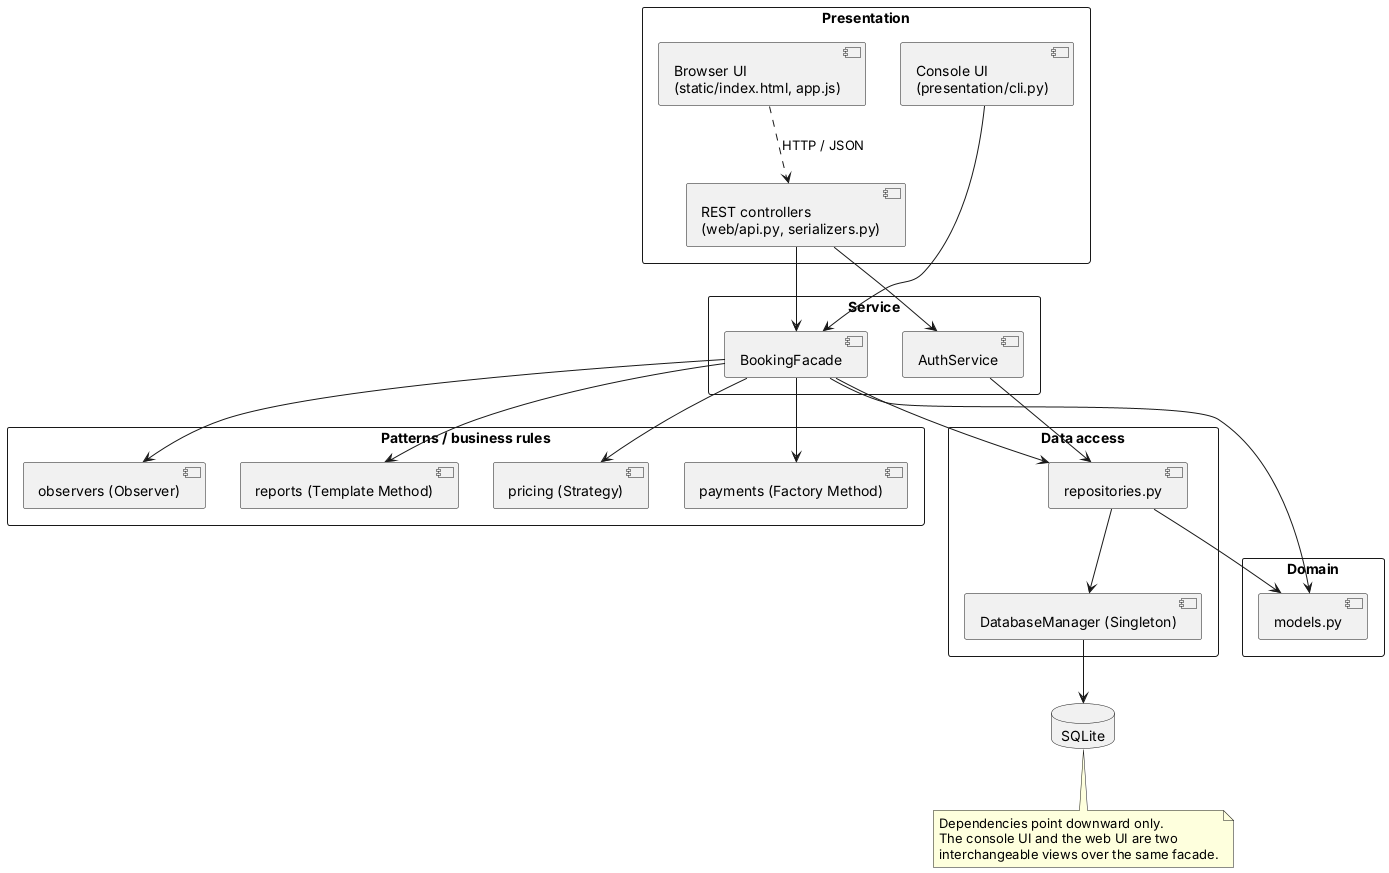 Presentation
Browser UI
(static/index.html, app.js)
Console UI
(presentation/cli.py)
HTTP / JSON
REST controllers
(web/api.py, serializers.py)
Service
BookingFacade
AuthService
Patterns / business rules
observers (Observer)
reports (Template Method)
pricing (Strategy)
payments (Factory Method)
Data access
repositories.py
DatabaseManager (Singleton)
Domain
models.py
SQLite
Dependencies point downward only.
The console UI and the web UI are two
interchangeable views over the same facade.